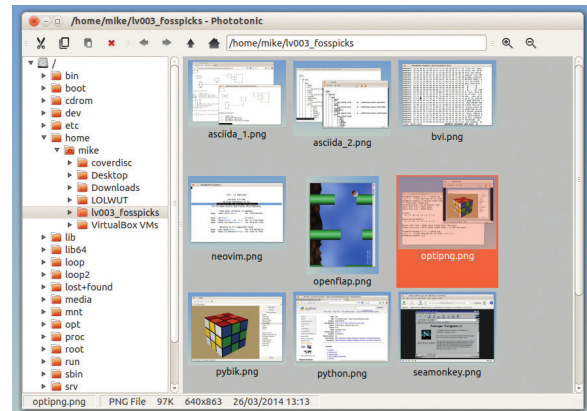 /home/mike/lv003_fosspicks - Phototonic
/home/mike/lv003_fosspicks
/
bin
boot
cdrom
dev
etc
home
mike
coverdisc
Desktop
Downloads
LOLWUT
lv003_fosspicks
VirtualBox VMs
lib
lib64
loop
loop2
lost+found
media
mnt
opt
proc
root
run
sbin
srv
asciida_1.png
asciida_2.png
bvi.png
neovim.png
openflap.png
optipng.png
pybik.png
python.png
seamonkey.png
optipng.png PNG File 97K 640x863 26/03/2014 13:13